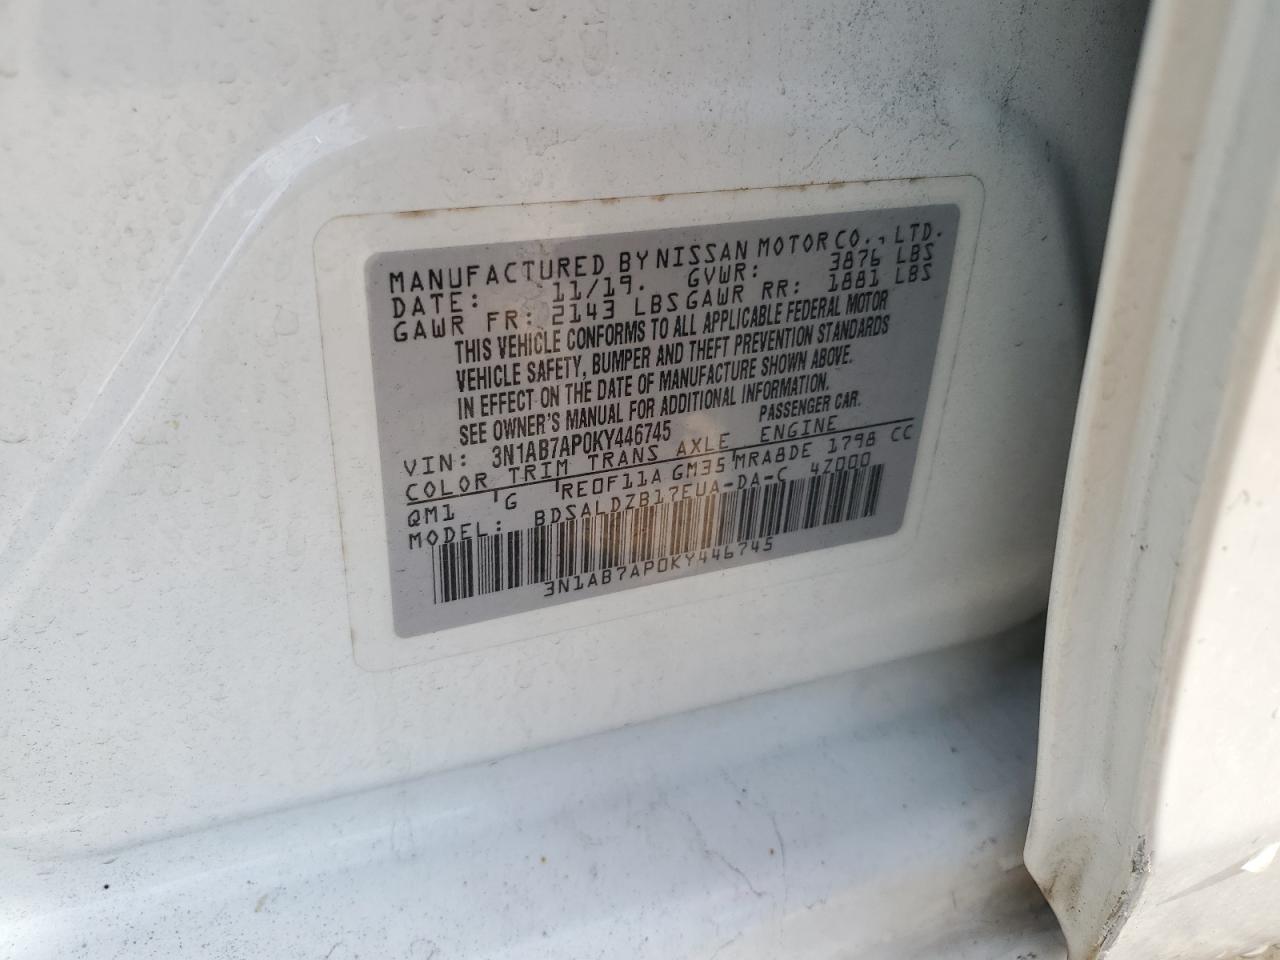 MANUFACTURED BY NISSAN MOTOR CO., LTD.
DATE: 11/19. GVWR: 3876 LBS
GAWR FR: 2143 LBS GAWR RR: 1881 LBS
THIS VEHICLE CONFORMS TO ALL APPLICABLE FEDERAL MOTOR
VEHICLE SAFETY, BUMPER AND THEFT PREVENTION STANDARDS
IN EFFECT ON THE DATE OF MANUFACTURE SHOWN ABOVE.
SEE OWNER'S MANUAL FOR ADDITIONAL INFORMATION.
VIN: 3N1AB7AP0KY446745 PASSENGER CAR.
COLOR TRIM TRANS AXLE ENGINE
QM1 G RE0F11A GM35 MRA8DE 1798 CC
MODEL: BDSALDZB17EUA-DA-C 4Z000
3N1AB7AP0KY446745